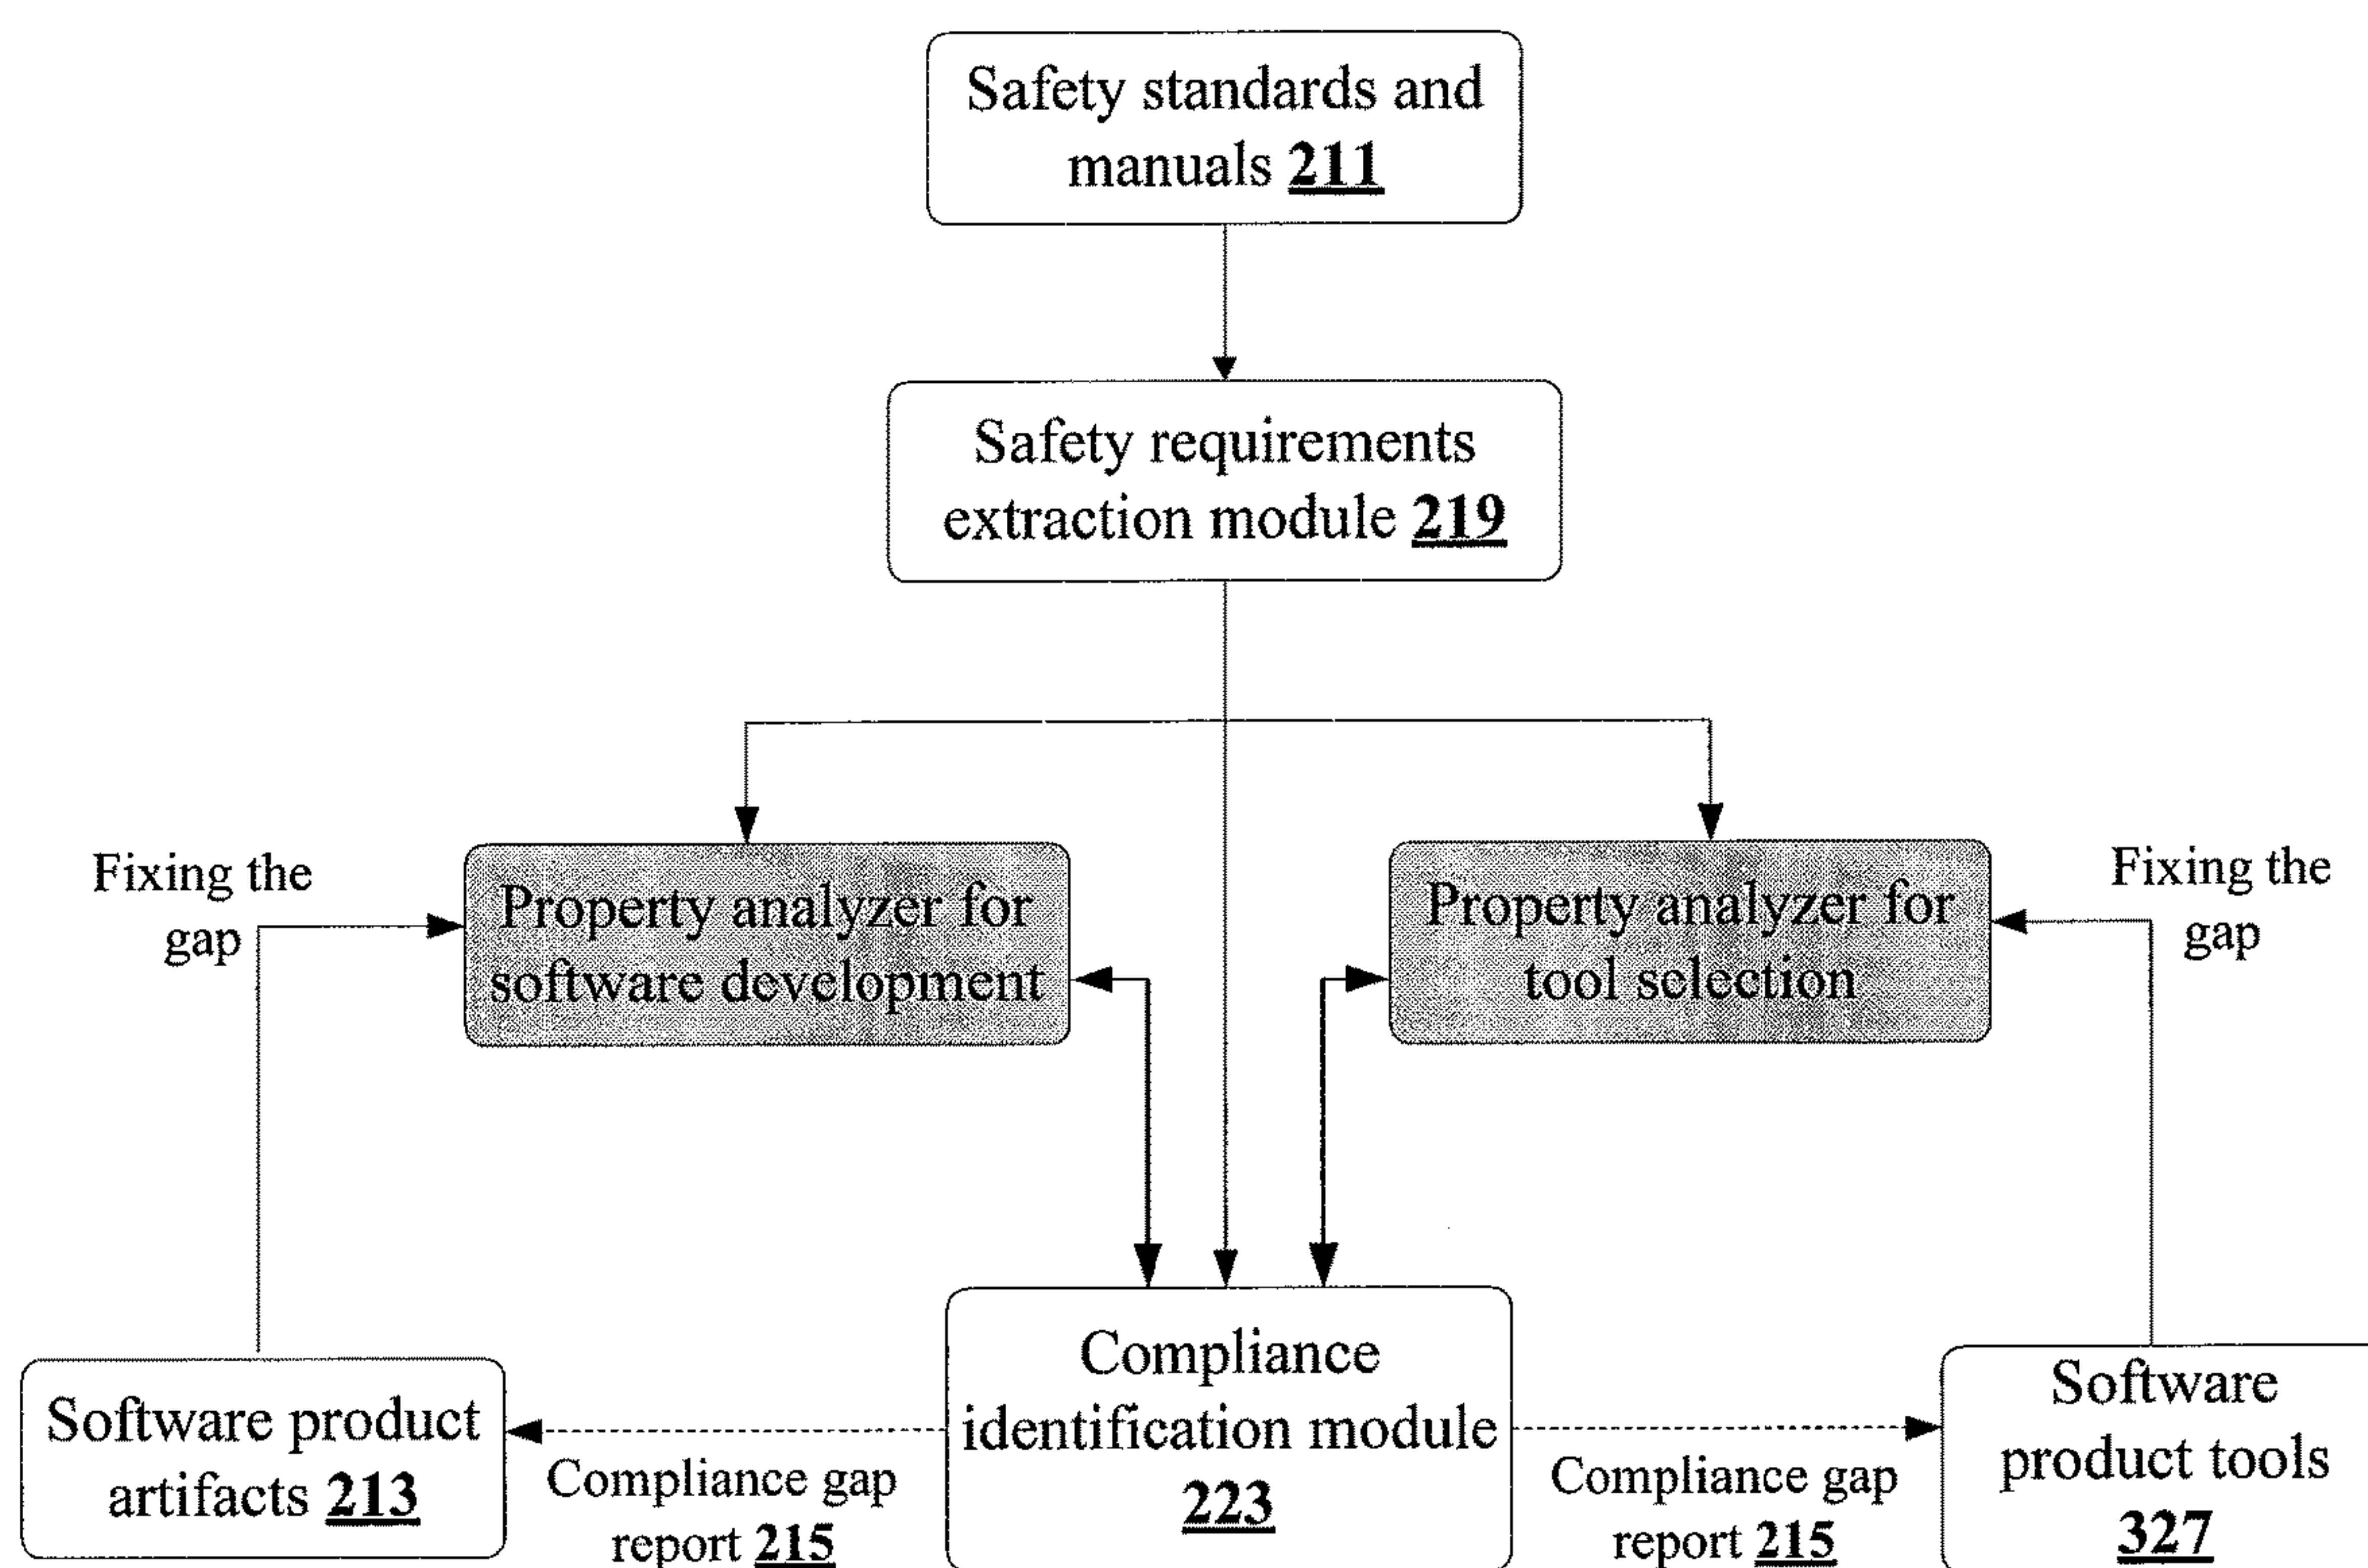 Safety standards and
manuals 211
Safety requirements
extraction module 219
Fixing the
gap
Property analyzer for
software development
Property analyzer for
tool selection
Fixing the
gap
Software product
artifacts 213
Compliance gap
report 215
Compliance
identification module
223
Compliance gap
report 215
Software
product tools
327